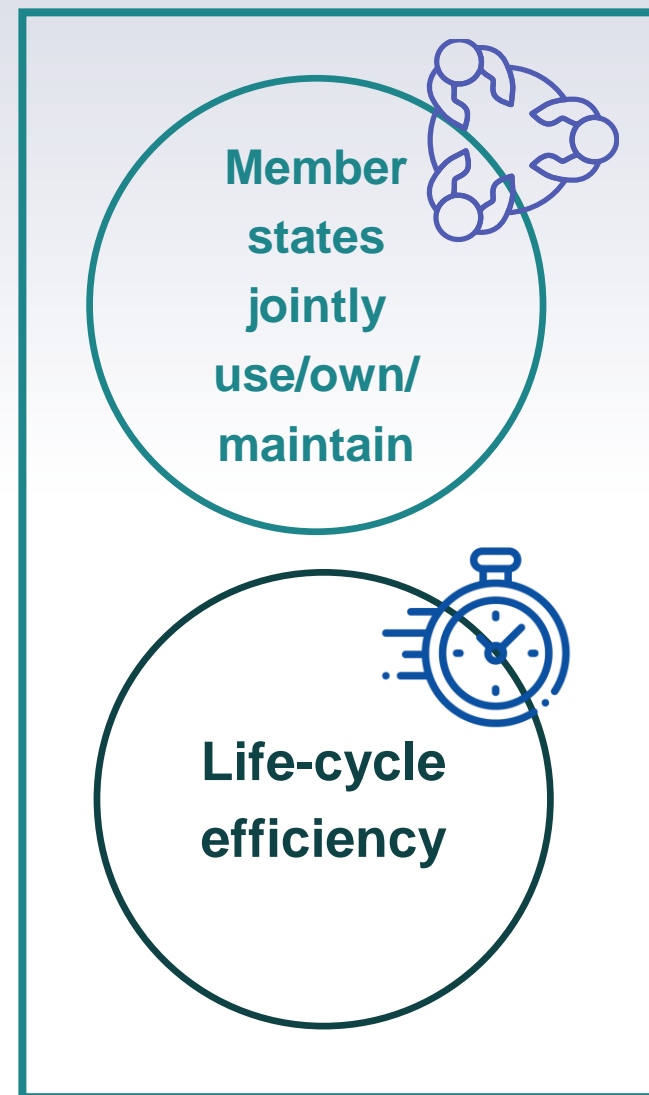 Member
states
jointly
use/own/
maintain
Life-cycle
efficiency